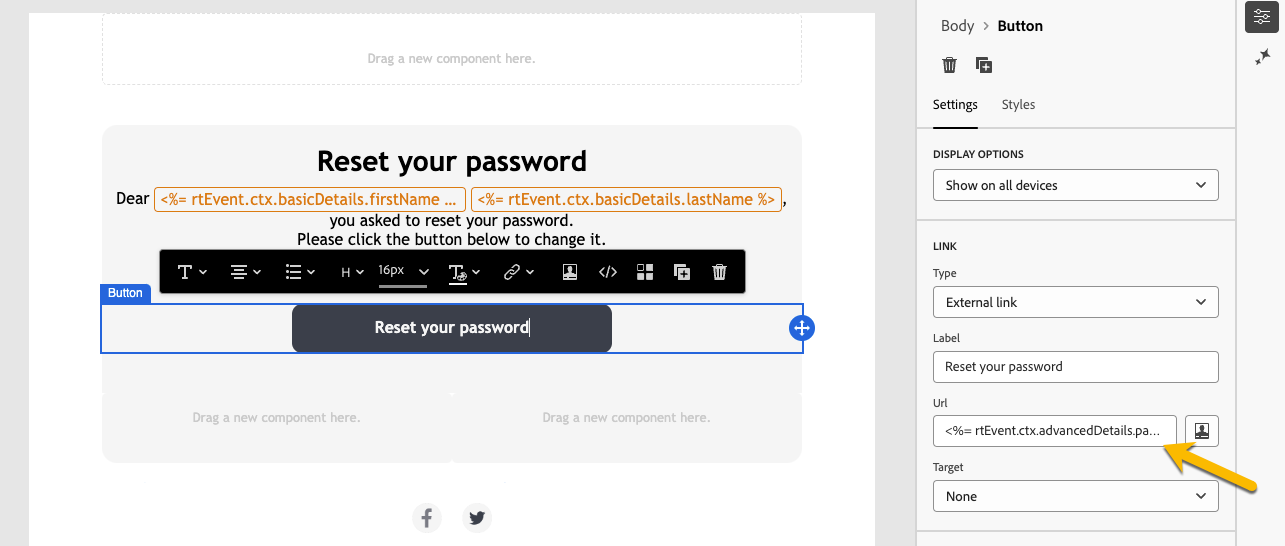 Drag a new component here.
Reset your password
Dear <%= rtEvent.ctx.basicDetails.firstName ... <%= rtEvent.ctx.basicDetails.lastName %>,
you asked to reset your password.
Please click the button below to change it.
T H 16px T </>
Button
Reset your password
Drag a new component here. Drag a new component here.
Body > Button
Settings Styles
DISPLAY OPTIONS
Show on all devices
LINK
Type
External link
Label
Reset your password
Url
<%= rtEvent.ctx.advancedDetails.pa...
Target
None